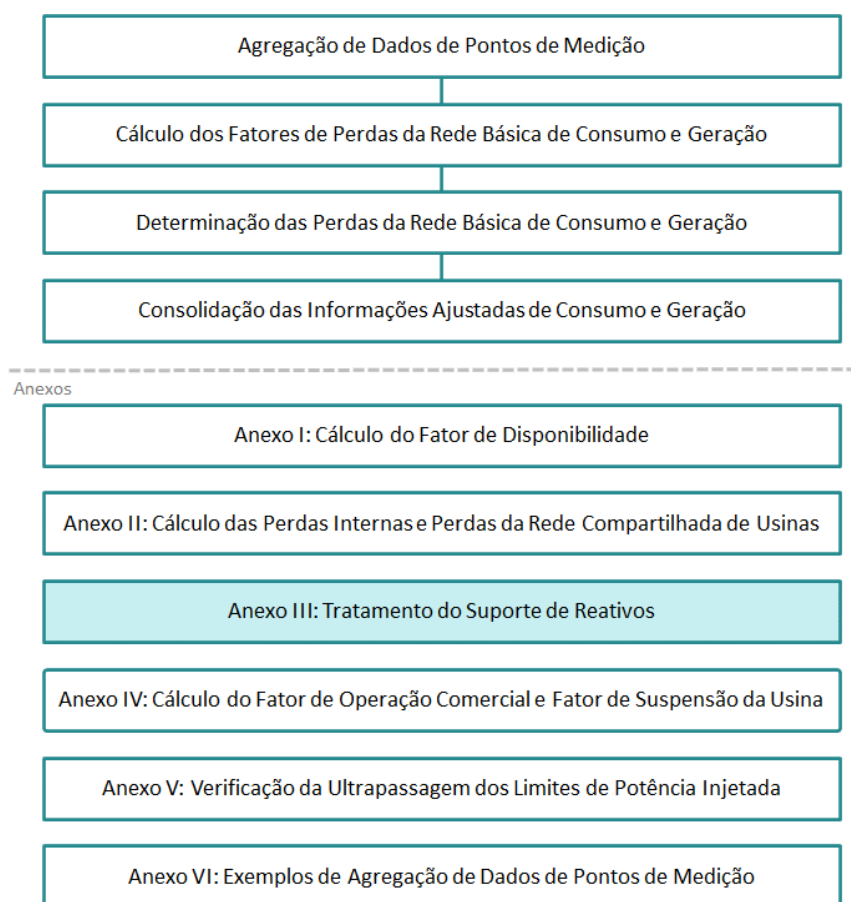 Agregação de Dados de Pontos de Medição
Cálculo dos Fatores de Perdas da Rede Básica de Consumo e Geração
Determinação das Perdas da Rede Básica de Consumo e Geração
Consolidação das Informações Ajustadas de Consumo e Geração
Anexos
Anexo I: Cálculo do Fator de Disponibilidade
Anexo II: Cálculo das Perdas Internas e Perdas da Rede Compartilhada de Usinas
Anexo III: Tratamento do Suporte de Reativos
Anexo IV: Cálculo do Fator de Operação Comercial e Fator de Suspensão da Usina
Anexo V: Verificação da Ultrapassagem dos Limites de Potência Injetada
Anexo VI: Exemplos de Agregação de Dados de Pontos de Medição